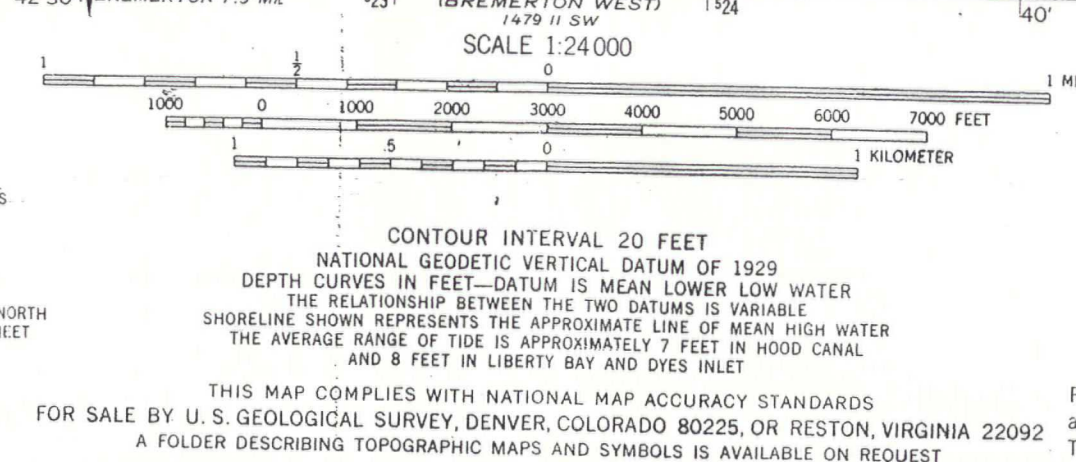 (BREMERTON WEST) 524 40'
1479 II SW
SCALE 1:24000
1 1/2 0 1
1000 0 1000 2000 3000 4000 5000 6000 7000 FEET
1 .5 0 1 KILOMETER
CONTOUR INTERVAL 20 FEET
NATIONAL GEODETIC VERTICAL DATUM OF 1929
DEPTH CURVES IN FEET—DATUM IS MEAN LOWER LOW WATER
THE RELATIONSHIP BETWEEN THE TWO DATUMS IS VARIABLE
NORTH
SHORELINE SHOWN REPRESENTS THE APPROXIMATE LINE OF MEAN HIGH WATER
THE AVERAGE RANGE OF TIDE IS APPROXIMATELY 7 FEET IN HOOD CANAL
AND 8 FEET IN LIBERTY BAY AND DYES INLET
THIS MAP COMPLIES WITH NATIONAL MAP ACCURACY STANDARDS
FOR SALE BY U. S. GEOLOGICAL SURVEY, DENVER, COLORADO 80225, OR RESTON, VIRGINIA 22092
A FOLDER DESCRIBING TOPOGRAPHIC MAPS AND SYMBOLS IS AVAILABLE ON REQUEST